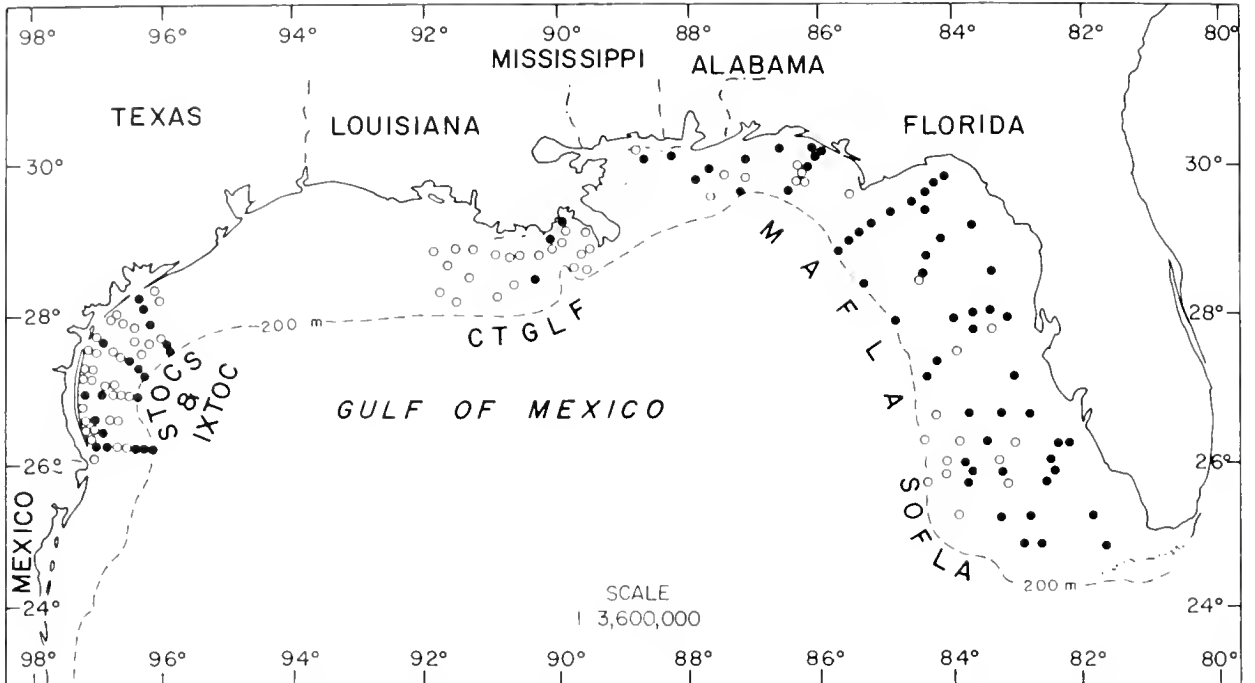 98° 96° 94° 92° 90° 88° 86° 84° 82° 80°
MISSISSIPPI
ALABAMA
TEXAS
LOUISIANA
FLORIDA
30° 30°
MAFLA
28° 28°
200 m
CTGLF
STOCS
&
IXTOC
GULF OF MEXICO
26° 26°
MEXICO
SOFLA
SCALE
1 3,600,000
200 m
24° 24°
98° 96° 94° 92° 90° 88° 86° 84° 82° 80°